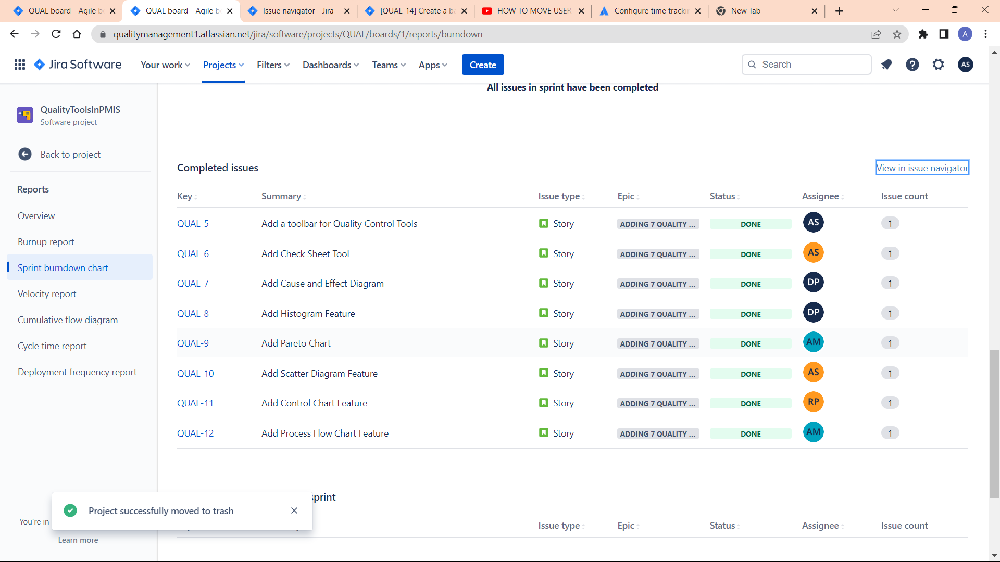 QUAL board - Agile b
QUAL board - Agile b
Issue navigator - Jira
[QUAL-14] Create a ba
HOW TO MOVE USER
Configure time trackin
New Tab
qualitymanagement1.atlassian.net/jira/software/projects/QUAL/boards/1/reports/burndown
A
Jira Software
Your work
Projects
Filters
Dashboards
Teams
Apps
Create
Search
AS
All issues in sprint have been completed
QualityToolsInPMIS
Software project
Back to project
Reports
Overview
Burnup report
Sprint burndown chart
Velocity report
Cumulative flow diagram
Cycle time report
Deployment frequency report
You're in
Learn more
Completed issues
View in issue navigator
Key Summary Issue type Epic Status Assignee Issue count
QUAL-5 Add a toolbar for Quality Control Tools Story ADDING 7 QUALITY ... DONE AS 1
QUAL-6 Add Check Sheet Tool Story ADDING 7 QUALITY ... DONE AS 1
QUAL-7 Add Cause and Effect Diagram Story ADDING 7 QUALITY ... DONE DP 1
QUAL-8 Add Histogram Feature Story ADDING 7 QUALITY ... DONE DP 1
QUAL-9 Add Pareto Chart Story ADDING 7 QUALITY ... DONE AM 1
QUAL-10 Add Scatter Diagram Feature Story ADDING 7 QUALITY ... DONE AS 1
QUAL-11 Add Control Chart Feature Story ADDING 7 QUALITY ... DONE RP 1
QUAL-12 Add Process Flow Chart Feature Story ADDING 7 QUALITY ... DONE AM 1
sprint
Project successfully moved to trash
Issue type Epic Status Assignee Issue count